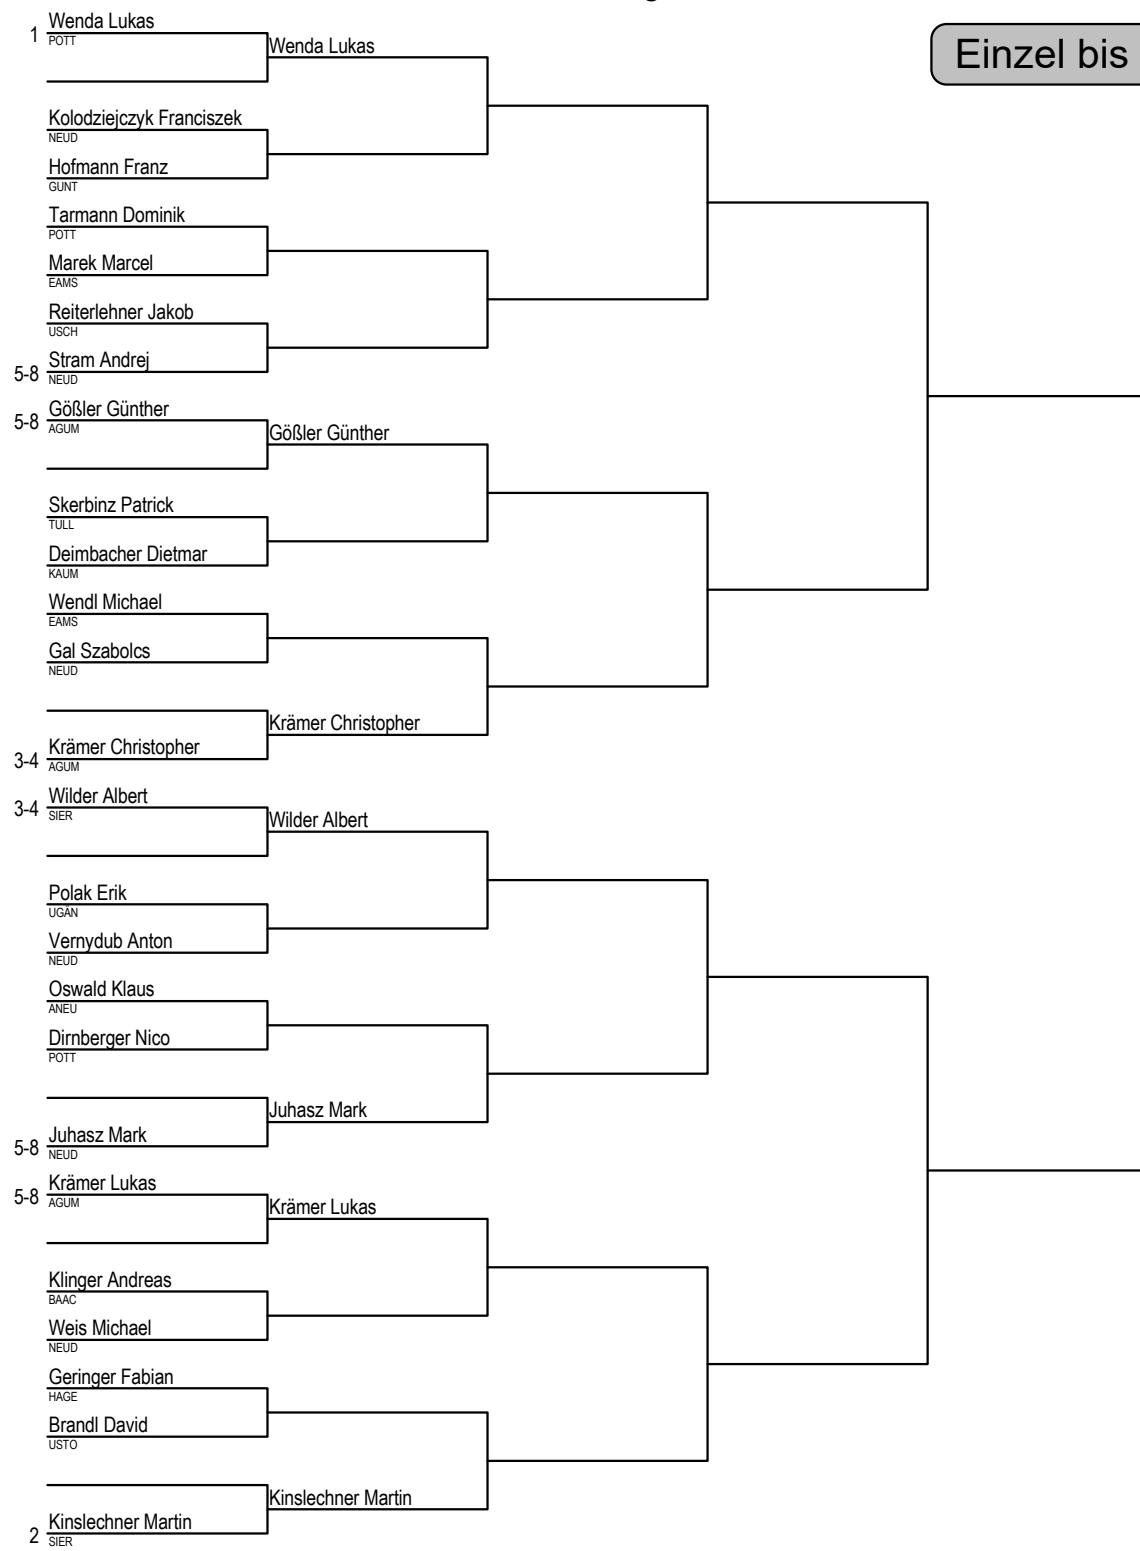 Wenda Lukas
1
POTT
Wenda Lukas
Einzel bis
Kolodziejczyk Franciszek
NEUD
Hofmann Franz
GUNT
Tarmann Dominik
POTT
Marek Marcel
EAMS
Reiterlehner Jakob
USCH
Stram Andrej
5-8
NEUD
Gößler Günther
5-8
AGUM
Gößler Günther
Skerbinz Patrick
TULL
Deimbacher Dietmar
KAUM
Wendl Michael
EAMS
Gal Szabolcs
NEUD
Krämer Christopher
Krämer Christopher
3-4
AGUM
Wilder Albert
3-4
SIER
Wilder Albert
Polak Erik
UGÄN
Vernydub Anton
NEUD
Oswald Klaus
ANEU
Dirnberger Nico
POTT
Juhasz Mark
Juhasz Mark
5-8
NEUD
Krämer Lukas
5-8
AGUM
Krämer Lukas
Klinger Andreas
BAAC
Weis Michael
NEUD
Geringer Fabian
HAGE
Brandl David
USTO
Kinslechner Martin
Kinslechner Martin
2
SIER